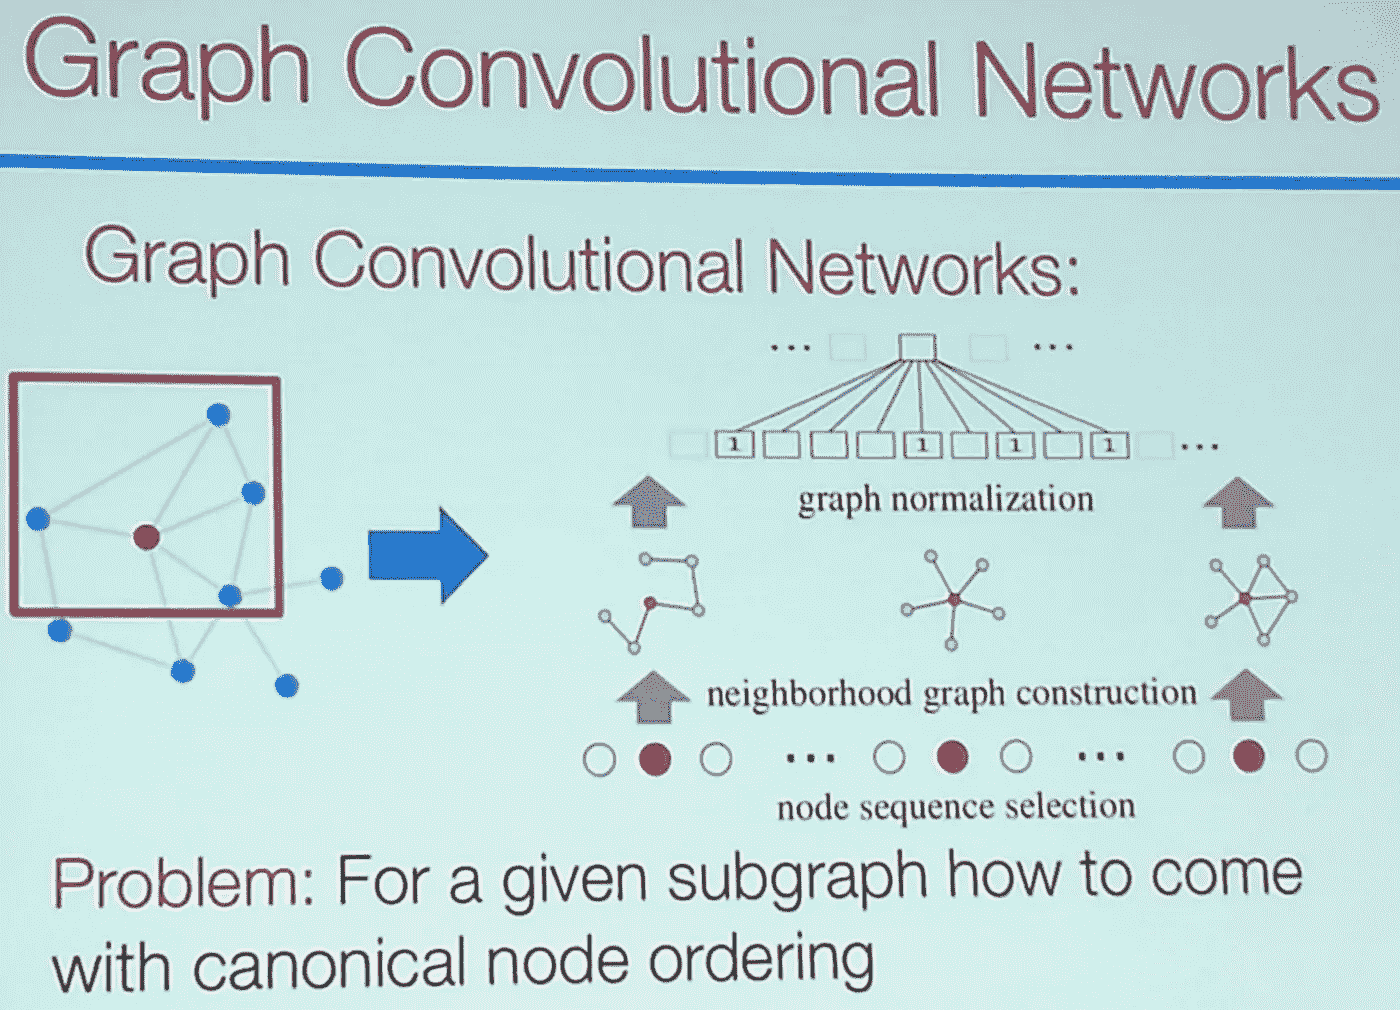 Graph Convolutional Networks
Graph Convolutional Networks:
... ...
1 1 1 1 ...
graph normalization
neighborhood graph construction
... ...
node sequence selection
Problem: For a given subgraph how to come
with canonical node ordering